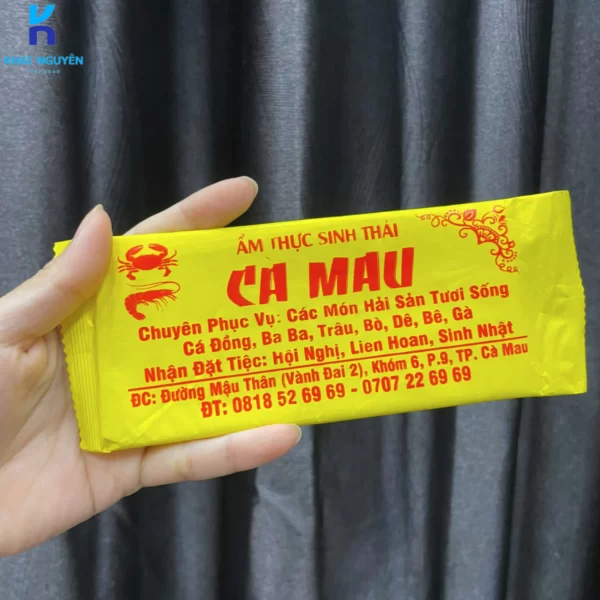 NGUYÊN
ẨM THỰC SINH THÁI
CÀ MAU
Chuyên Phục Vụ: Các Món Hải Sản Tươi Sống
Cá Đồng, Ba Ba, Trâu, Bò, Dê, Bê, Gà
Nhận Đặt Tiệc: Hội Nghị, Lien Hoan, Sinh Nhật
ĐC: Đường Mậu Thân (Vành Đai 2), Khóm 6, P.9, TP. Cà Mau
ĐT: 0818 52 69 69 - 0707 22 69 69